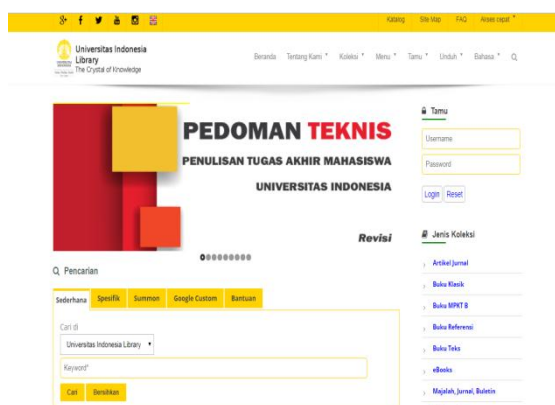 Katalog Site Map FAQ Akses cepat
Universitas Indonesia
Library
The Crystal of Knowledge
Beranda Tentang Kami Koleksi Menu Tamu Unduh Bahasa
PEDOMAN TEKNIS
PENULISAN TUGAS AKHIR MAHASISWA
UNIVERSITAS INDONESIA
Revisi
Pencarian
Sederhana Spesifik Summon Google Custom Bantuan
Cari di
Universitas Indonesia Library
Keyword*
Cari Bersihkan
Tamu
Username
Password
Login Reset
Jenis Koleksi
Artikel Jurnal
Buku Klasik
Buku MPKT B
Buku Referensi
Buku Teks
eBooks
Majalah, Jurnal, Buletin